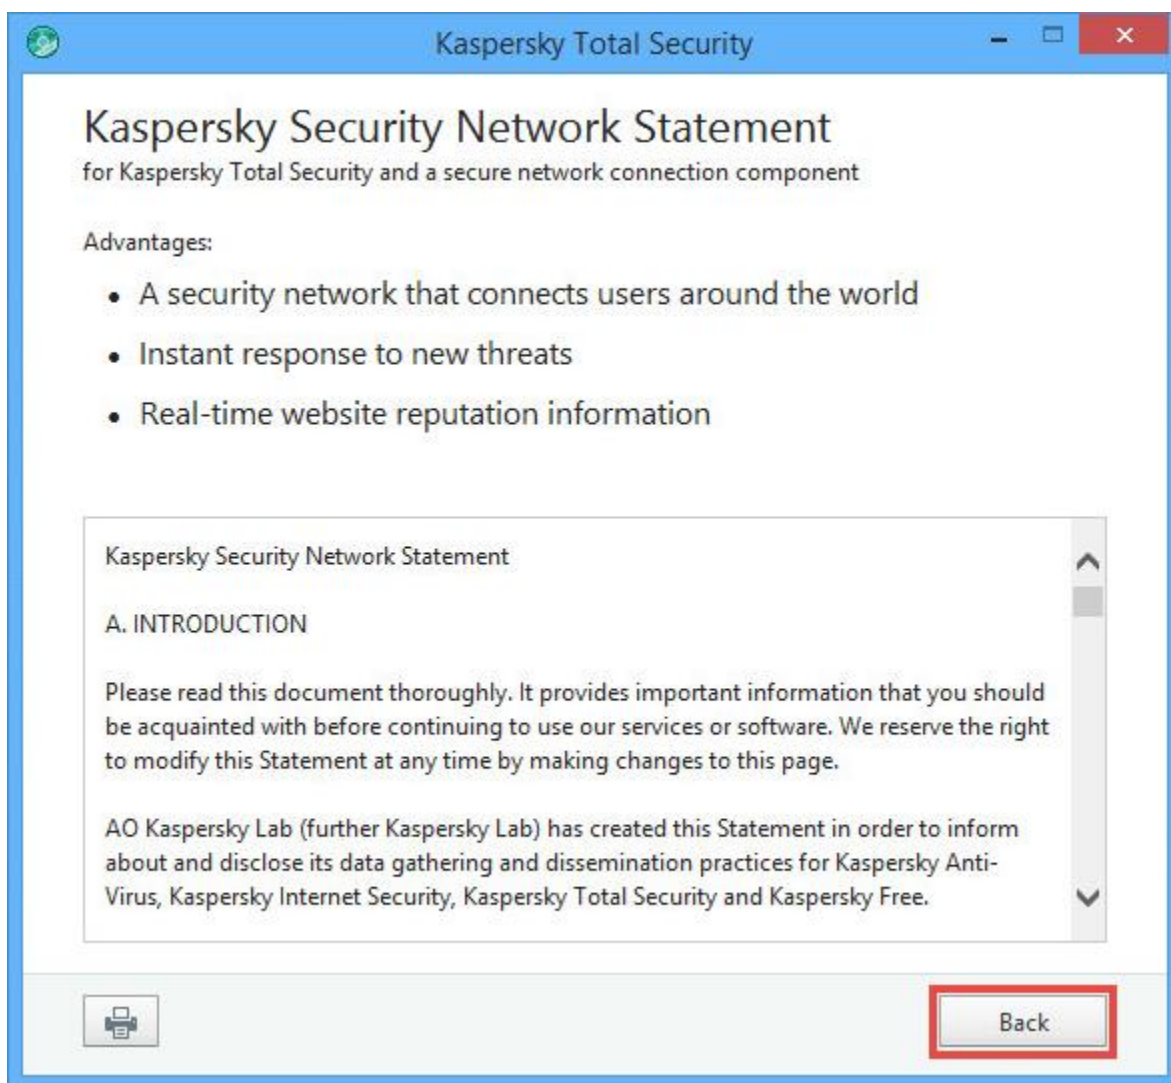 Kaspersky Total Security
Kaspersky Security Network Statement
for Kaspersky Total Security and a secure network connection component
Advantages:
• A security network that connects users around the world
• Instant response to new threats
• Real-time website reputation information
Kaspersky Security Network Statement
A. INTRODUCTION
Please read this document thoroughly. It provides important information that you should
be acquainted with before continuing to use our services or software. We reserve the right
to modify this Statement at any time by making changes to this page.
AO Kaspersky Lab (further Kaspersky Lab) has created this Statement in order to inform
about and disclose its data gathering and dissemination practices for Kaspersky Anti-
Virus, Kaspersky Internet Security, Kaspersky Total Security and Kaspersky Free.
Back